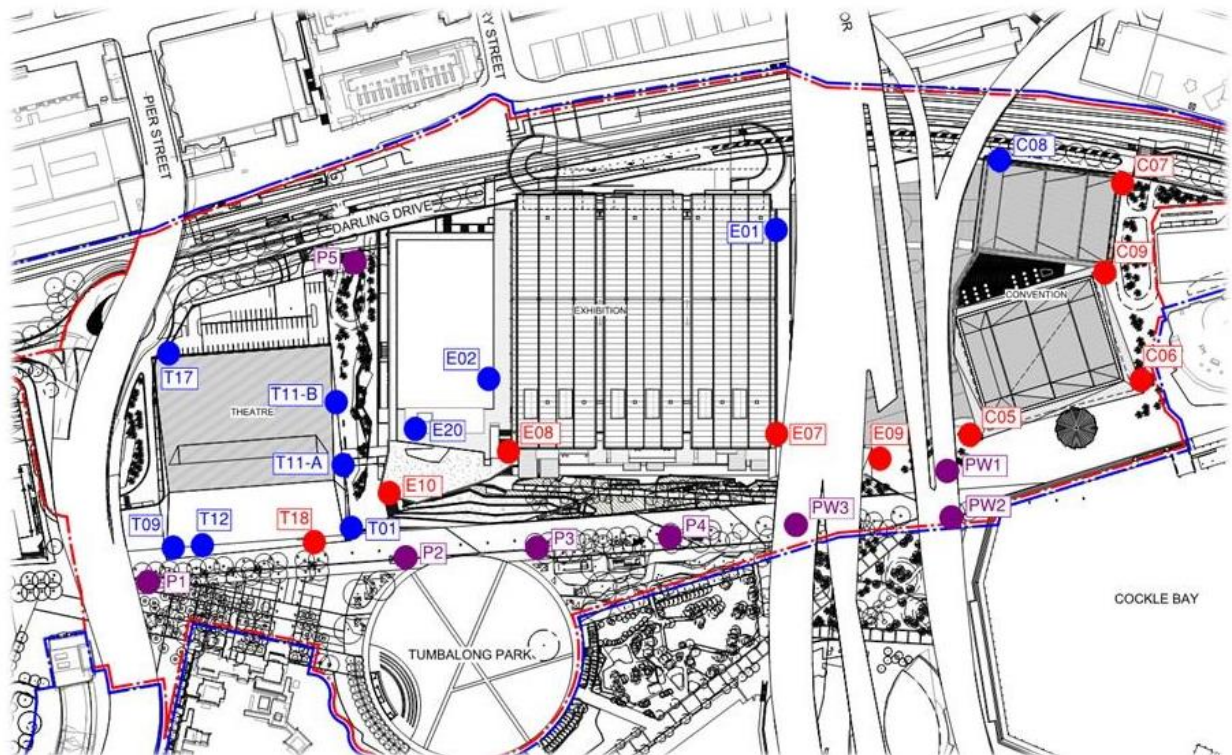 RY STREET
OR
PIER STREET
C08
C07
DARLING DRIVE
E01
P5
C09
EXHIBITION
CONVENTION
E02
C06
T17
T11-B
THEATRE
E20
C05
E08
E07
E09
T11-A
PW1
E10
T09
T12
T18
T01
PW3
PW2
P4
P3
P2
P1
COCKLE BAY
TUMBALONG PARK